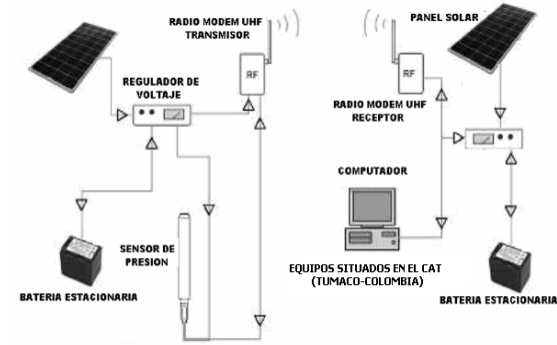 RADIO MODEM UHF
TRANSMISOR
PANEL SOLAR
RF
RF
REGULADOR DE
VOLTAJE
RADIO MODEM UHF
RECEPTOR
COMPUTADOR
SENSOR DE
PRESION
EQUIPOS SITUADOS EN EL CAT
(TUMACO-COLOMBIA)
BATERIA ESTACIONARIA
BATERIA ESTACIONARIA